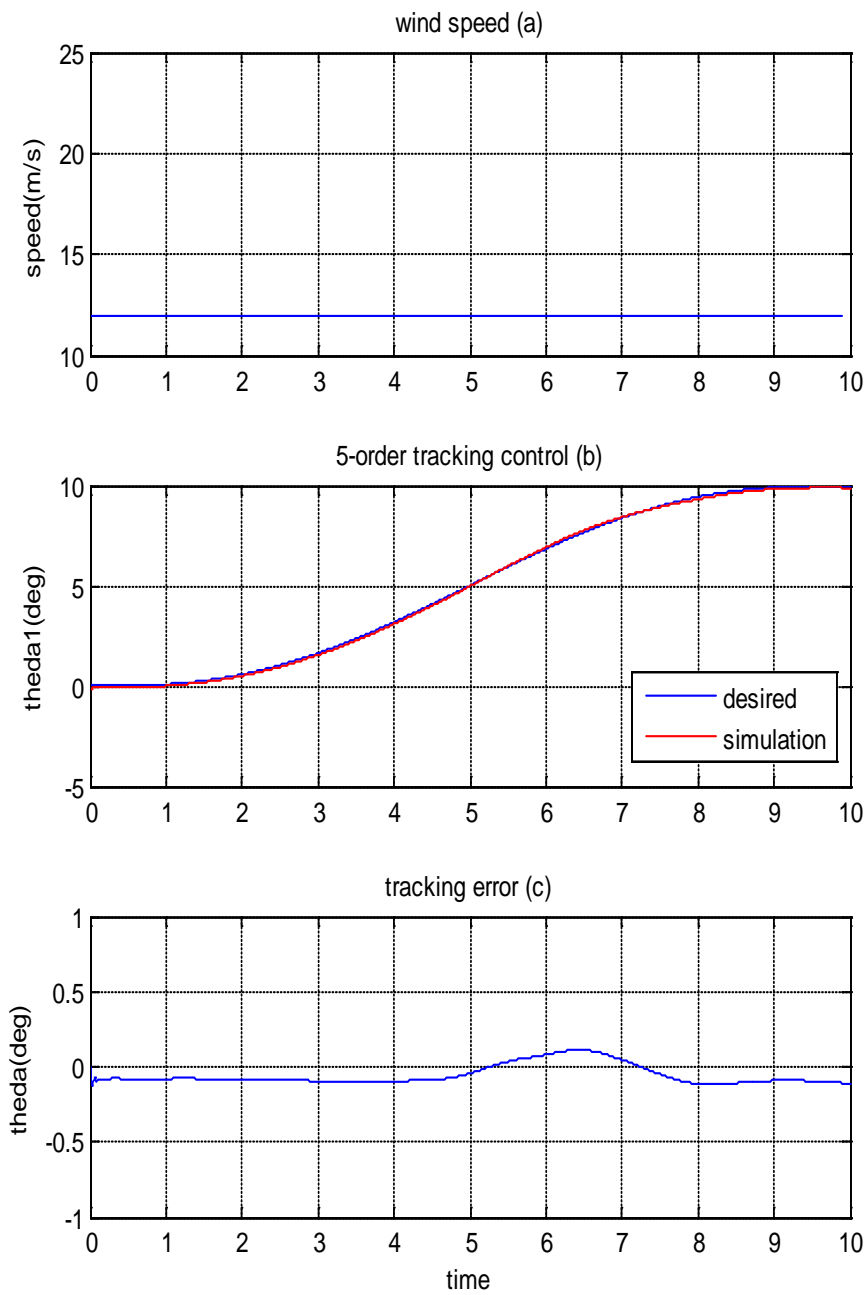 wind speed (a)
25
20
15
10
speed(m/s)
0 1 2 3 4 5 6 7 8 9 10
5-order tracking control (b)
10
5
0
-5
theda1(deg)
desired
simulation
0 1 2 3 4 5 6 7 8 9 10
tracking error (c)
1
0.5
0
-0.5
-1
theda(deg)
0 1 2 3 4 5 6 7 8 9 10
time